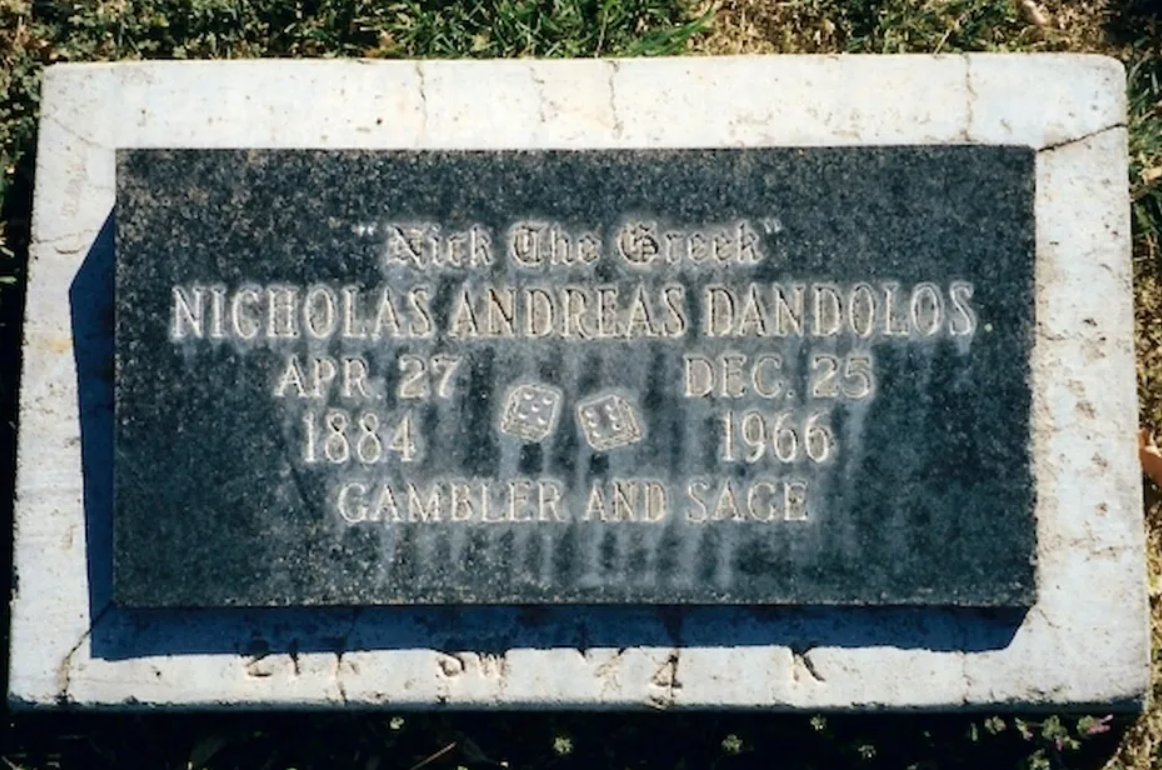 "Nick The Greek"
NICHOLAS ANDREAS DANDOLOS
APR. 27 DEC. 25
1884 1966
GAMBLER AND SAGE